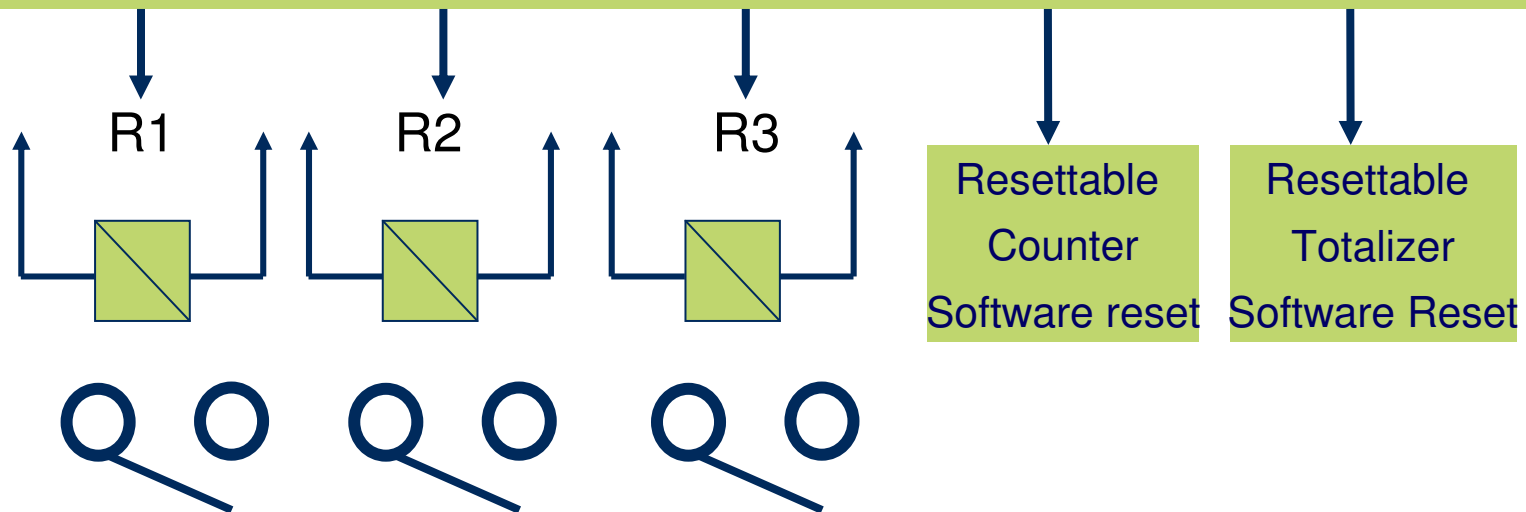 R1
R2
R3
Resettable
Counter
Software reset
Resettable
Totalizer
Software Reset